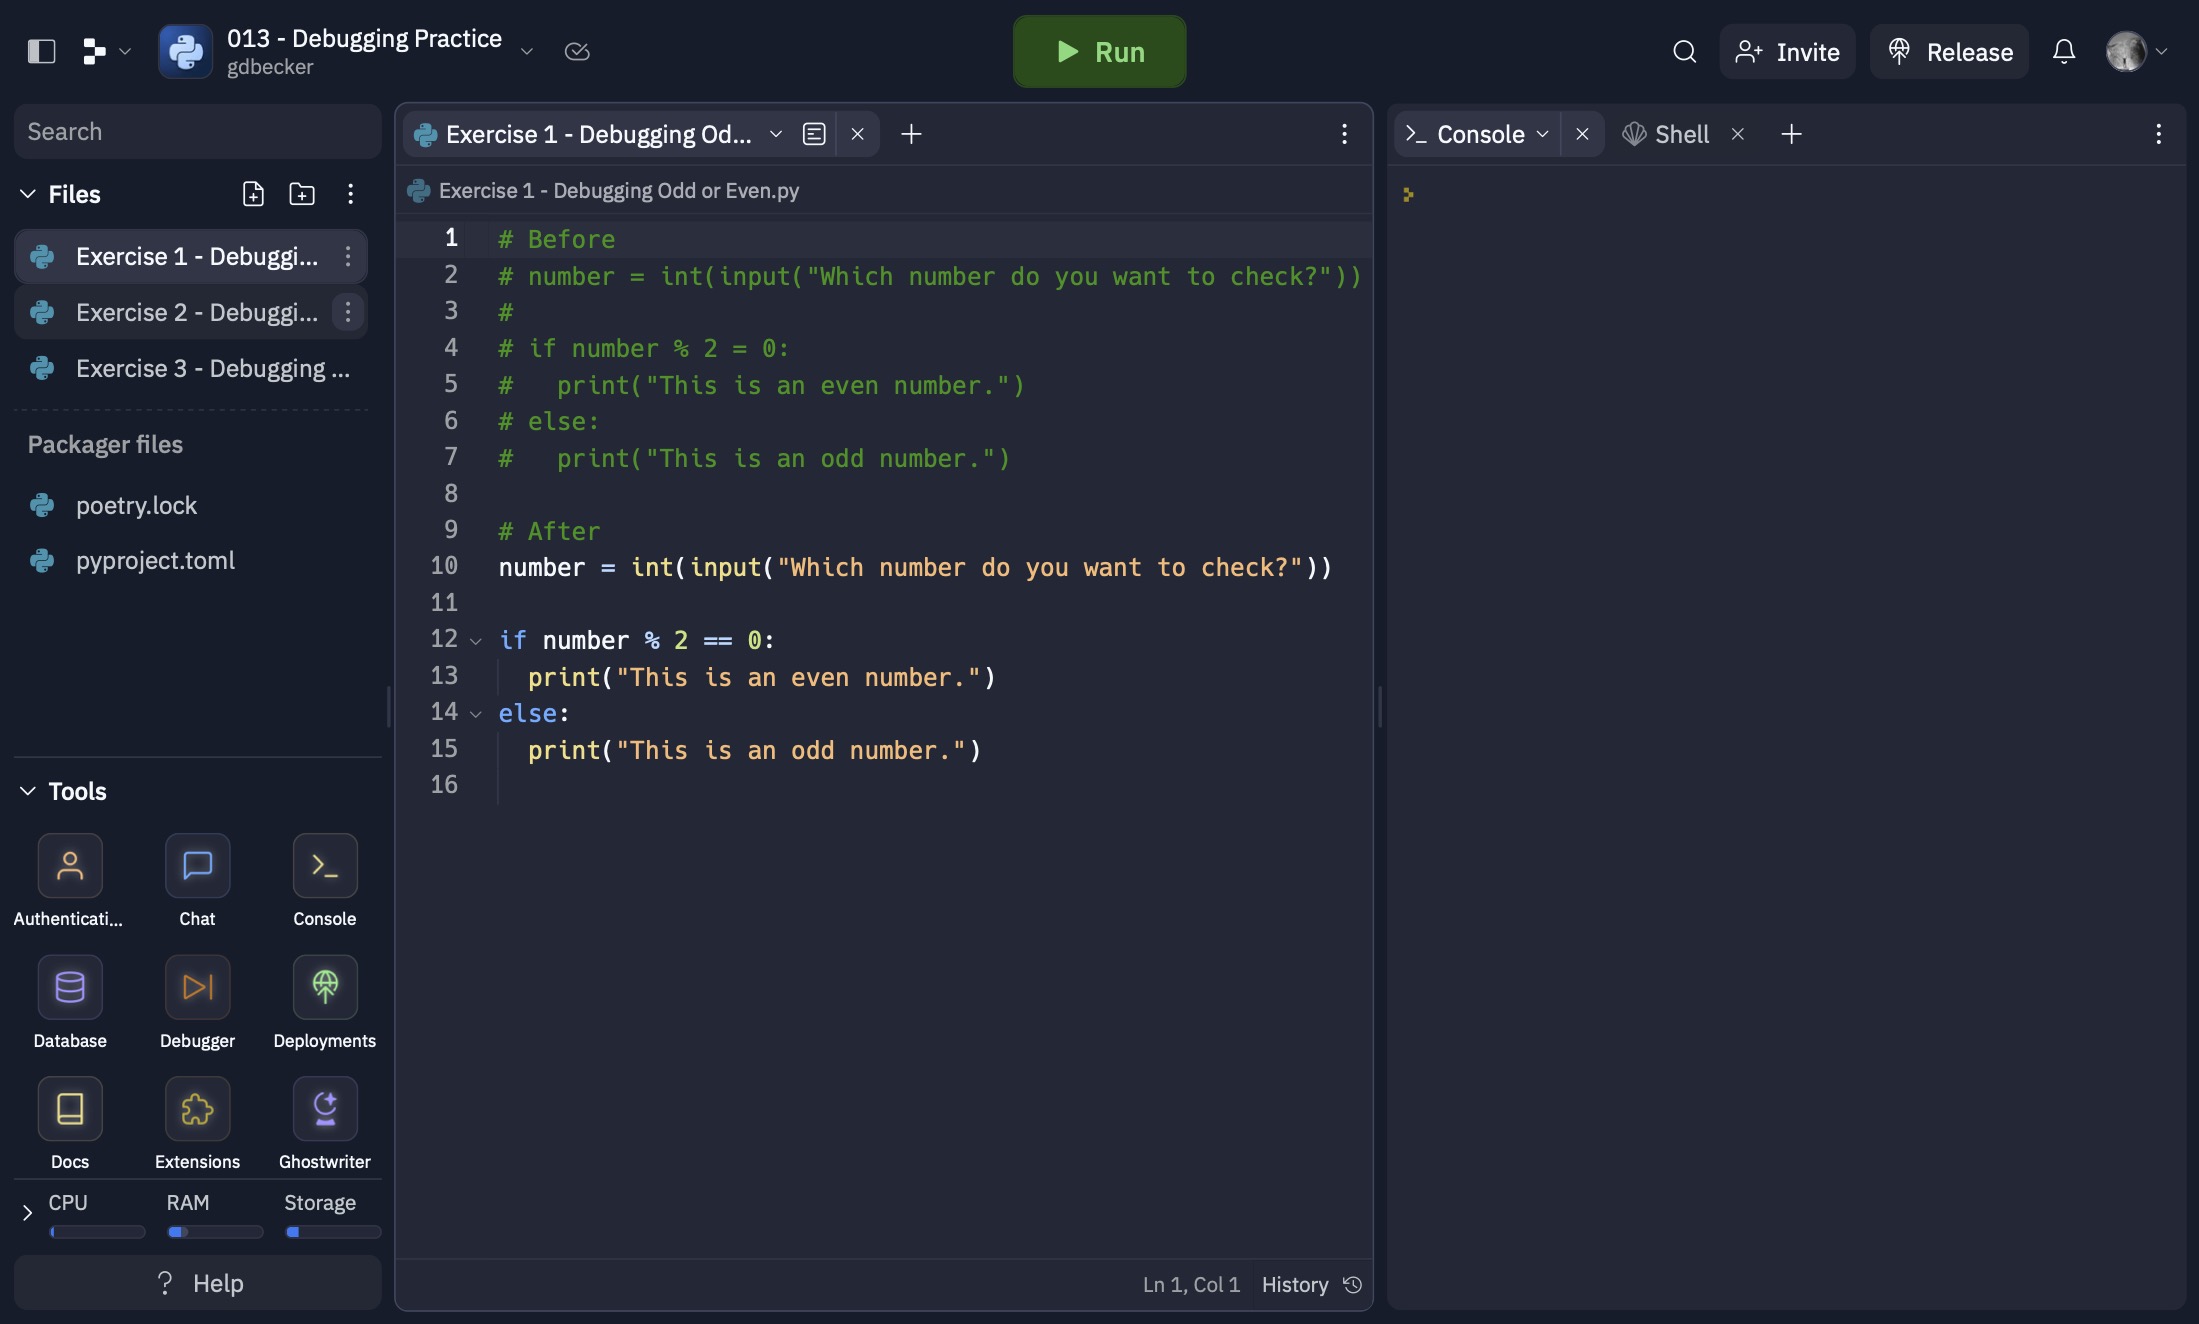 013 - Debugging Practice
gdbecker
Run
Invite
Release
Search
Files
Exercise 1 - Debuggi...
Exercise 2 - Debuggi...
Exercise 3 - Debugging ...
Packager files
poetry.lock
pyproject.toml
Tools
Authenticati...
Chat
Console
Database
Debugger
Deployments
Docs
Extensions
Ghostwriter
CPU
RAM
Storage
? Help
Exercise 1 - Debugging Od...
Exercise 1 - Debugging Odd or Even.py
1 # Before
2 # number = int(input("Which number do you want to check?"))
3 #
4 # if number % 2 = 0:
5 #   print("This is an even number.")
6 # else:
7 #   print("This is an odd number.")
8
9 # After
10 number = int(input("Which number do you want to check?"))
11
12 if number % 2 == 0:
13   print("This is an even number.")
14 else:
15   print("This is an odd number.")
16
Ln 1, Col 1
History
Console
Shell